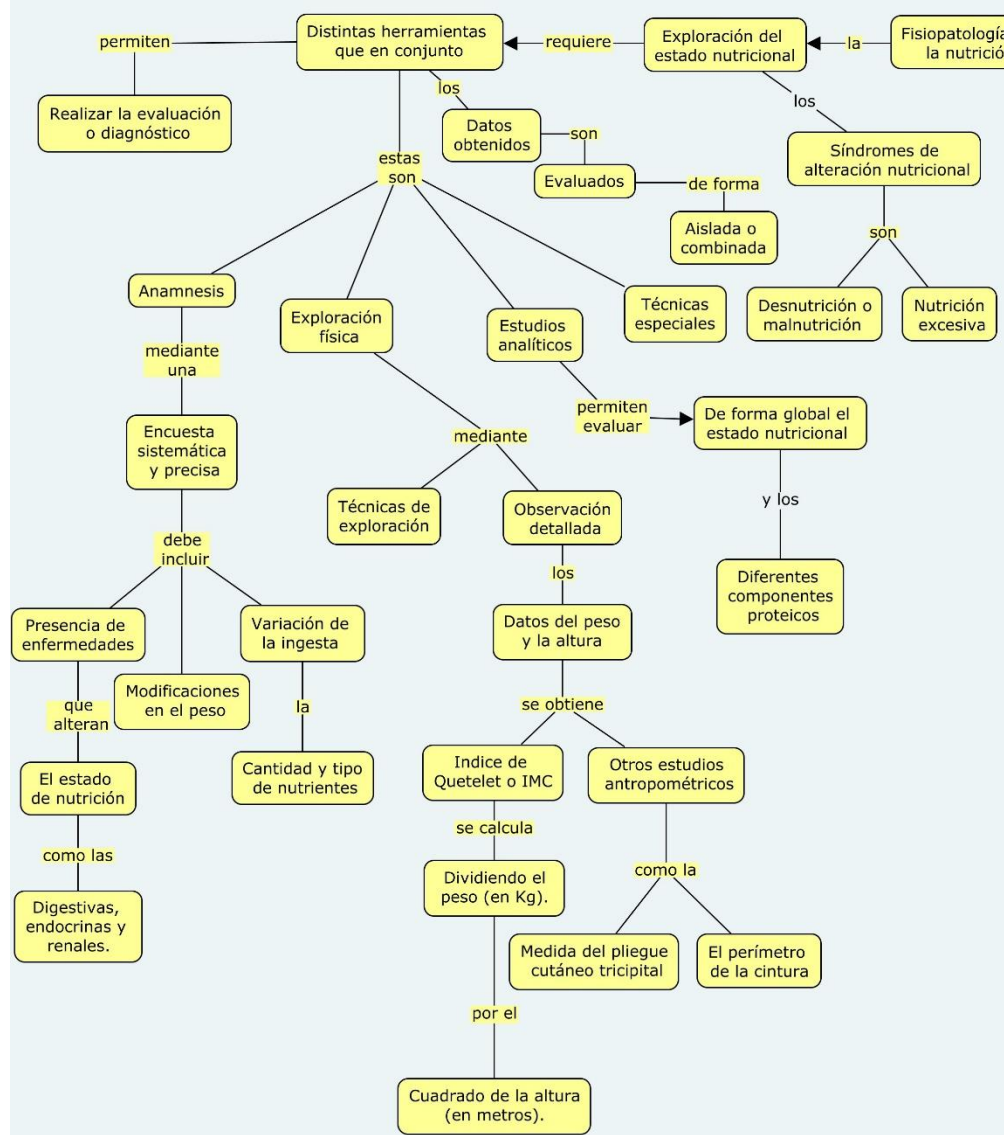 permiten
Distintas herramientas
que en conjunto
requiere
Exploración del
estado nutricional
la
Fisiopatología
la nutrició
Realizar la evaluación
o diagnóstico
los
Datos
obtenidos
son
Evaluados
de forma
Aislada o
combinada
los
Síndromes de
alteración nutricional
son
Desnutrición o
malnutrición
Nutrición
excesiva
estas
son
Anamnesis
Exploración
física
Estudios
analíticos
Técnicas
especiales
mediante
una
Encuesta
sistemática
y precisa
debe
incluir
Presencia de
enfermedades
Modificaciones
en el peso
Variación de
la ingesta
que
alteran
El estado
de nutrición
como las
Digestivas,
endocrinas y
renales.
la
Cantidad y tipo
de nutrientes
mediante
Técnicas de
exploración
Observación
detallada
los
Datos del peso
y la altura
se obtiene
Indice de
Quetelet o IMC
Otros estudios
antropométricos
se calcula
Dividiendo el
peso (en Kg).
por el
Cuadrado de la altura
(en metros).
como la
Medida del pliegue
cutáneo tricipital
El perímetro
de la cintura
permiten
evaluar
De forma global el
estado nutricional
y los
Diferentes
componentes
proteicos